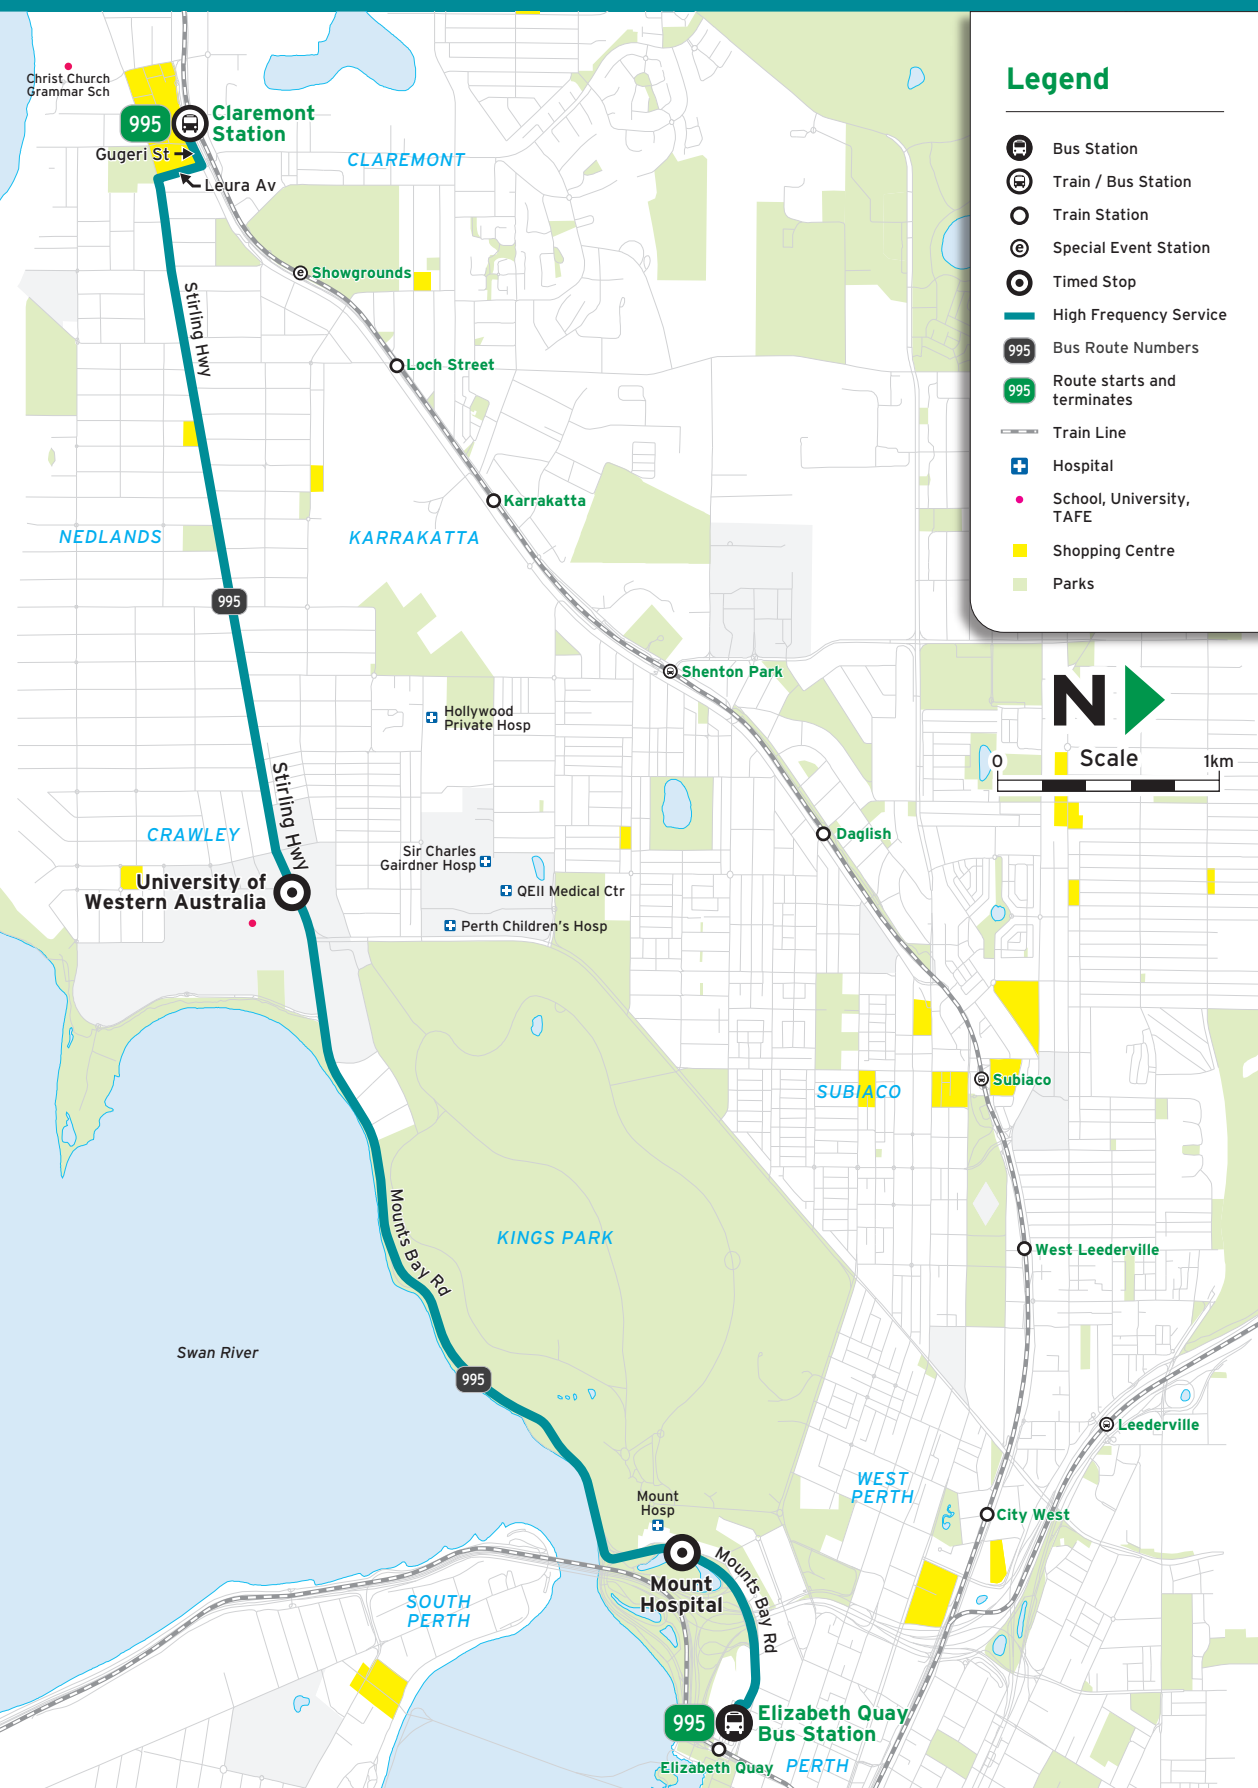 Christ Church
Grammar Sch
995
Claremont
Station
Gugeri St
Leura Av
CLAREMONT
Showgrounds
e
Stirling Hwy
Loch Street
Karrakatta
NEDLANDS
KARRAKATTA
995
Shenton Park
Hollywood
Private Hosp
Stirling Hwy
CRAWLEY
Daglish
Sir Charles
Gairdner Hosp
University of
Western Australia
QEII Medical Ctr
Perth Children's Hosp
SUBIACO
Subiaco
Mounts Bay Rd
KINGS PARK
West Leederville
Swan River
995
Leederville
WEST
PERTH
City West
Mount
Hosp
Mount
Hospital
Mounts Bay Rd
SOUTH
PERTH
995
Elizabeth Quay
Bus Station
Elizabeth Quay
PERTH
Legend
Bus Station
Train / Bus Station
Train Station
e
Special Event Station
Timed Stop
High Frequency Service
995
Bus Route Numbers
995
Route starts and
terminates
Train Line
Hospital
School, University,
TAFE
Shopping Centre
Parks
N
0
Scale
1km